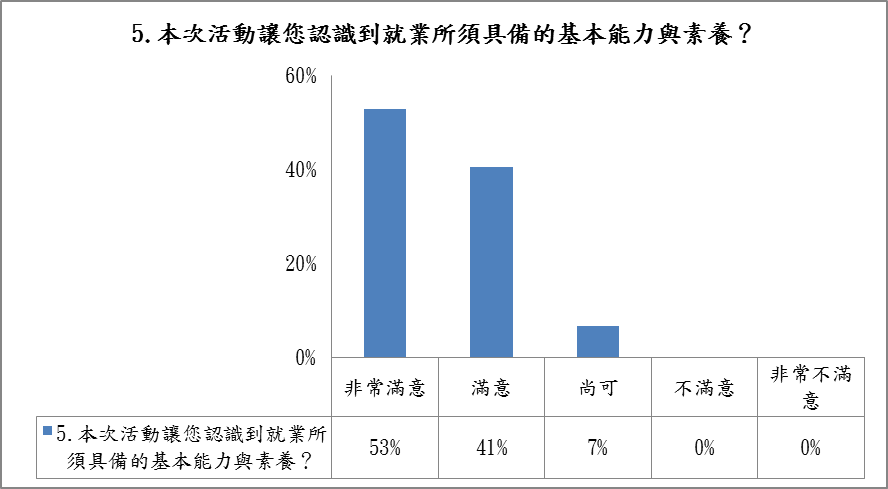 5.本次活動讓您認識到就業所須具備的基本能力與素養？
60%
40%
20%
0%
非常滿意
滿意
尚可
不滿意
非常不滿
意
5.本次活動讓您認識到就業所
須具備的基本能力與素養？
53%
41%
7%
0%
0%